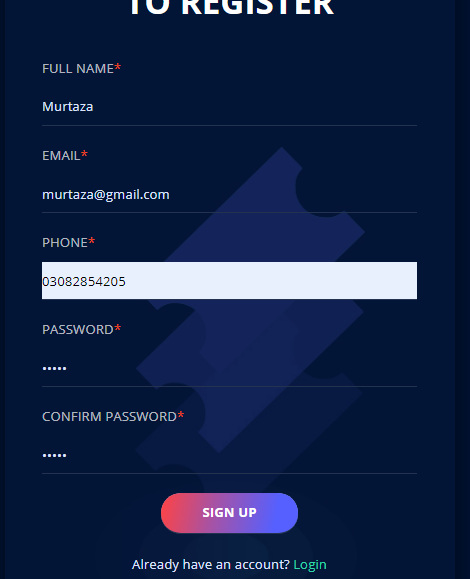 TO REGISTER
FULL NAME*
Murtaza
EMAIL*
murtaza@gmail.com
PHONE*
03082854205
PASSWORD*
•••••
CONFIRM PASSWORD*
•••••
SIGN UP
Already have an account? Login